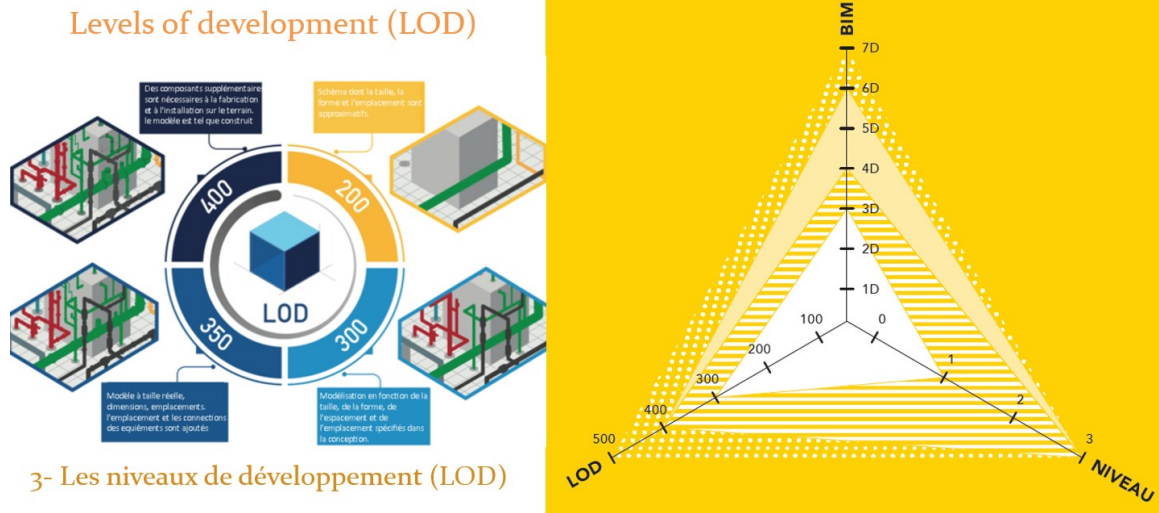 Levels of development (LOD)
Des composants supplémentaire
sont nécessaires à la fabrication
et à l'installation sur le terrain.
le modèle est tel que construit
Schéma dont la taille, la
forme et l'emplacement sont
approximatifs.
400
200
LOD
350
300
Modèle à taille réelle,
dimensions, emplacements.
l'emplacement et les connections
des equiêments sont ajoutés
Modélisation en fonction de la
taille, de la forme, de
l'espacement et de
l'emplacement spécifiés dans
la conception.
3- Les niveaux de développement (LOD)
BIM
7D
6D
5D
4D
3D
2D
1D
100
0
200
1
300
2
400
3
500
LOD
NIVEAU